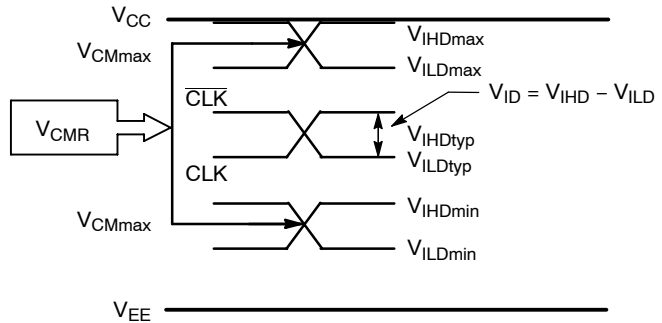 VCC
VIHDmax
VCMmax
VILDmax
CLK
VID = VIHD − VILD
VCMR
VIHDtyp
VILDtyp
CLK
VIHDmin
VCMmax
VILDmin
VEE